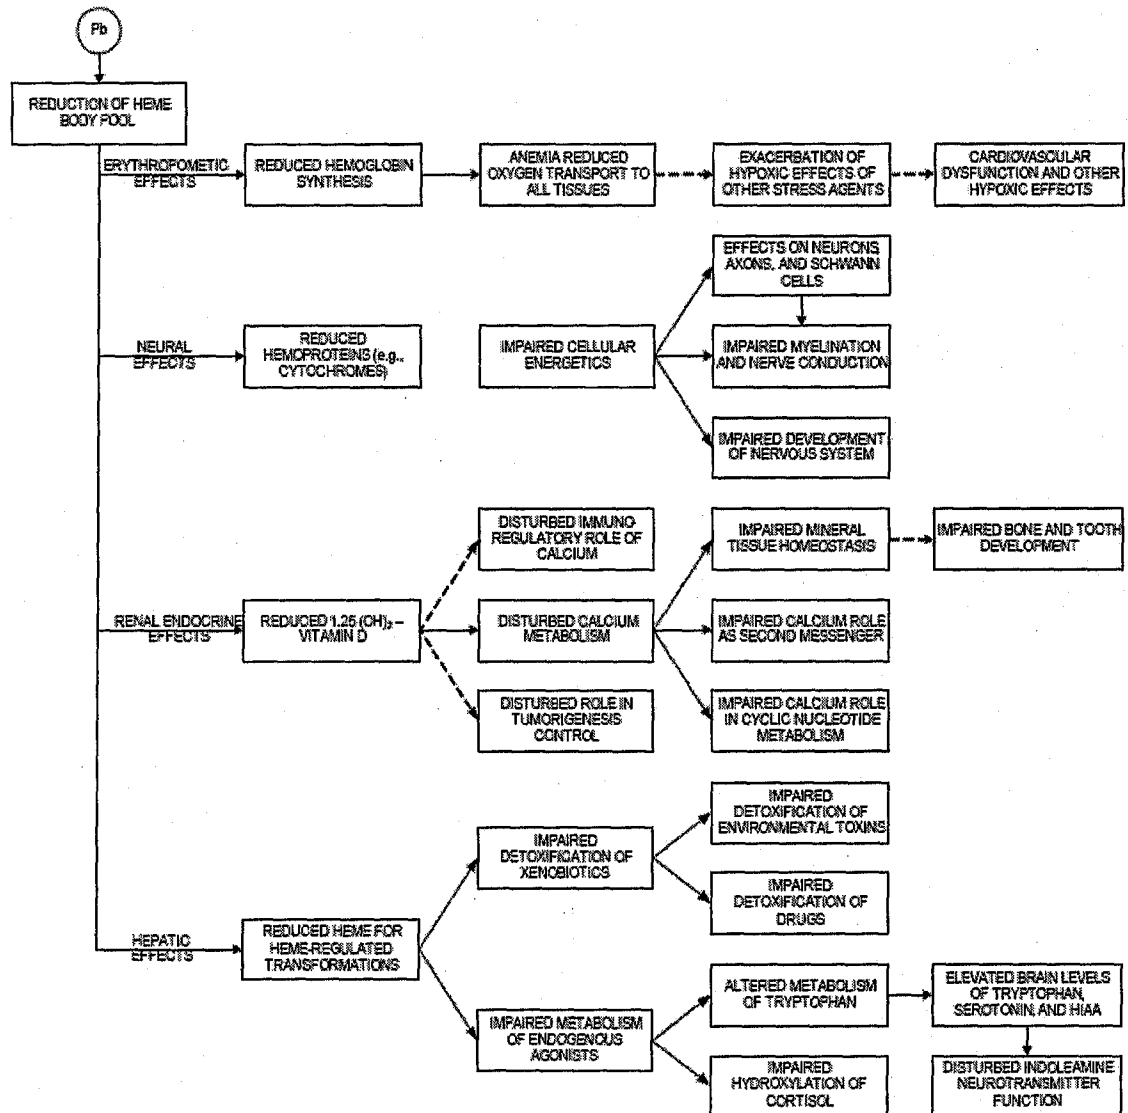 Pb
REDUCTION OF HEME
BODY POOL
ERYTHROPOMETIC
EFFECTS
REDUCED HEMOGLOBIN
SYNTHESIS
ANEMIA REDUCED
OXYGEN TRANSPORT TO
ALL TISSUES
EXACERBATION OF
HYPOXIC EFFECTS OF
OTHER STRESS AGENTS
CARDIOVASCULAR
DYSFUNCTION AND OTHER
HYPOXIC EFFECTS
EFFECTS ON NEURONS,
AXONS, AND SCHWANN
CELLS
NEURAL
EFFECTS
REDUCED
HEMOPROTEINS (e.g.,
CYTOCHROMES)
IMPAIRED CELLULAR
ENERGETICS
IMPAIRED MYELINATION
AND NERVE CONDUCTION
IMPAIRED DEVELOPMENT
OF NERVOUS SYSTEM
DISTURBED IMMUNO-
REGULATORY ROLE OF
CALCIUM
IMPAIRED MINERAL
TISSUE HOMEOSTASIS
IMPAIRED BONE AND TOOTH
DEVELOPMENT
RENAL ENDOCRINE
EFFECTS
REDUCED 1.25 (OH)₂ –
VITAMIN D
DISTURBED CALCIUM
METABOLISM
IMPAIRED CALCIUM ROLE
AS SECOND MESSENGER
DISTURBED ROLE IN
TUMORIGENESIS
CONTROL
IMPAIRED CALCIUM ROLE
IN CYCLIC NUCLEOTIDE
METABOLISM
IMPAIRED
DETOXIFICATION OF
ENVIRONMENTAL TOXINS
IMPAIRED
DETOXIFICATION OF
XENOBIOTICS
IMPAIRED
DETOXIFICATION OF
DRUGS
HEPATIC
EFFECTS
REDUCED HEME FOR
HEME-REGULATED
TRANSFORMATIONS
ALTERED METABOLISM
OF TRYPTOPHAN
ELEVATED BRAIN LEVELS
OF TRYPTOPHAN,
SEROTONIN, AND HIAA
IMPAIRED METABOLISM
OF ENDOGENOUS
AGONISTS
IMPAIRED
HYDROXYLATION OF
CORTISOL
DISTURBED INDOLEAMINE
NEUROTRANSMITTER
FUNCTION